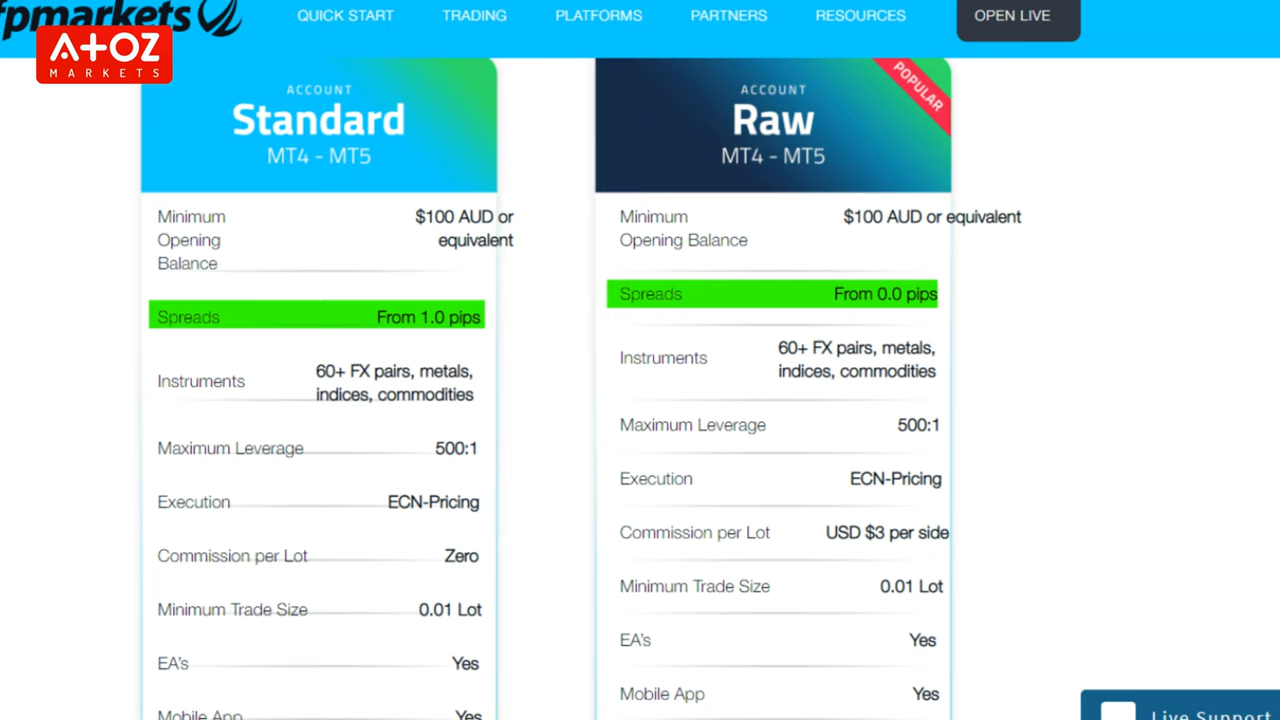 fpmarkets
QUICK START
TRADING
PLATFORMS
PARTNERS
RESOURCES
OPEN LIVE
A+OZ
MARKETS
ACCOUNT
Standard
MT4 - MT5
Minimum
Opening
Balance
$100 AUD or
equivalent
Spreads From 1.0 pips
Instruments
60+ FX pairs, metals,
indices, commodities
Maximum Leverage 500:1
Execution ECN-Pricing
Commission per Lot Zero
Minimum Trade Size 0.01 Lot
EA's Yes
Mobile App Yes
POPULAR
ACCOUNT
Raw
MT4 - MT5
Minimum
Opening Balance
$100 AUD or equivalent
Spreads From 0.0 pips
Instruments
60+ FX pairs, metals,
indices, commodities
Maximum Leverage 500:1
Execution ECN-Pricing
Commission per Lot USD $3 per side
Minimum Trade Size 0.01 Lot
EA's Yes
Mobile App Yes
Live Support